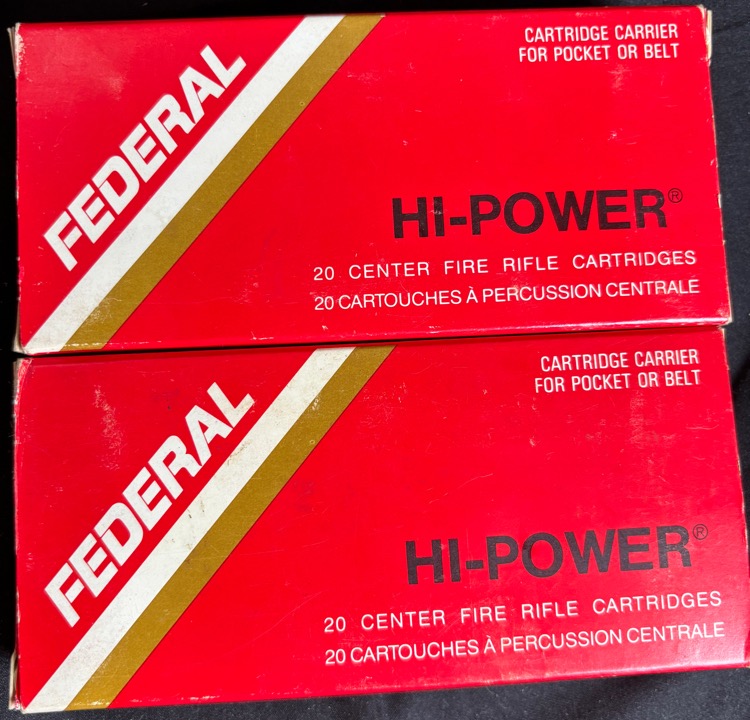 FEDERAL
CARTRIDGE CARRIER
FOR POCKET OR BELT
HI-POWER®
20 CENTER FIRE RIFLE CARTRIDGES
20 CARTOUCHES À PERCUSSION CENTRALE
FEDERAL
CARTRIDGE CARRIER
FOR POCKET OR BELT
HI-POWER®
20 CENTER FIRE RIFLE CARTRIDGES
20 CARTOUCHES À PERCUSSION CENTRALE